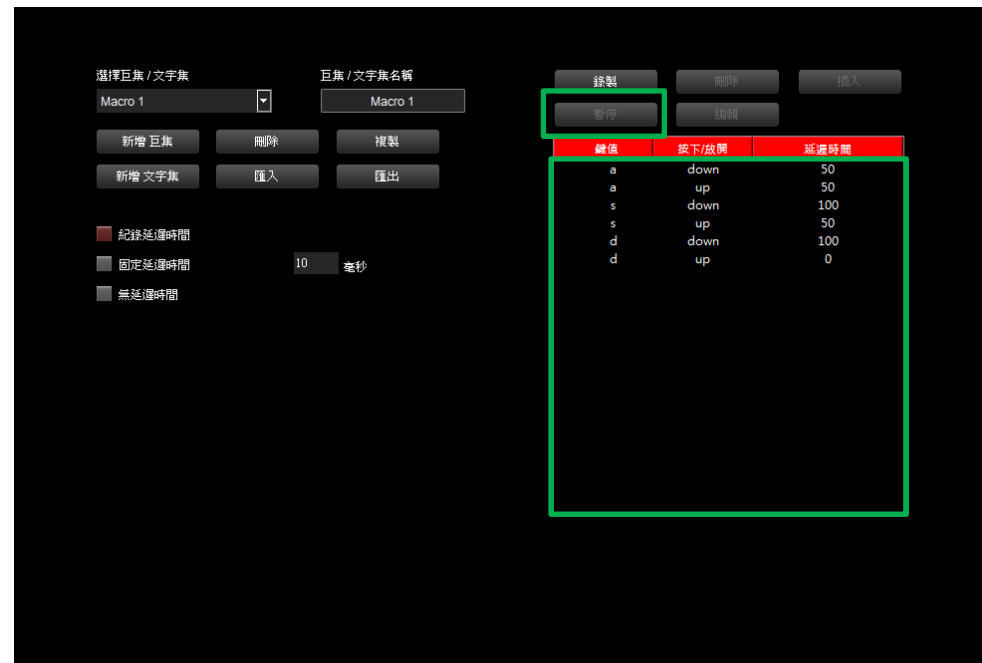 選擇巨集 / 文字集
巨集 / 文字集名稱
Macro 1
Macro 1
新增 巨集
刪除
複製
新增 文字集
匯入
匯出
紀錄延遲時間
固定延遲時間
10
毫秒
無延遲時間
錄製
刪除
插入
暫停
編輯
鍵值 按下/放開 延遲時間
a down 50
a up 50
s down 100
s up 50
d down 100
d up 0